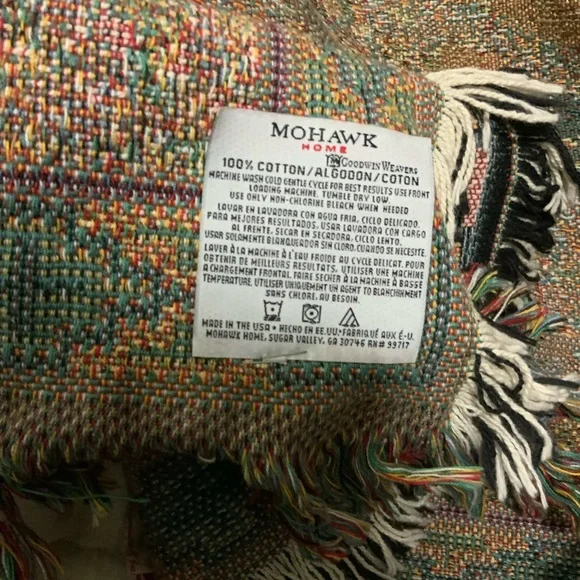 MOHAWK
HOME
GOODWIN WEAVERS
100% COTTON/ALGODON/COTON
MACHINE WASH COLD GENTLE CYCLE FOR BEST RESULTS USE FRONT
LOADING MACHINE. TUMBLE DRY LOW.
USE ONLY NON-CHLORINE BLEACH WHEN NEEDED
LAVAR EN LAVADORA CON AGUA FRIA, CICLO DELICADO.
PARA MEJORES RESULTADOS. USAR LAVADORA CON CARGO
AL FRENTE. SECAR EN SECADORA, CICLO LENTO.
USAR SOLAMENTE BLANQUEADOR SIN CLORO. CUANDO SE NECESITE.
LAVER À LA MACHINE À L'EAU FROIDE AU CYCLE DELICAT. POUR
OBTENIR DE MEILLEURS RESULTATS, UTILISER UNE MACHINE
A CHARGEMENT FRONTAL. FAIRE SÉCHER À LA MACHINE À BASSE
TEMPERATURE. UTILISER UNIQUEMENT UN AGENT TO BLANCHIMENT
SANS CHLORE. AU BESOIN.
MADE IN THE USA • HECHO EN EE.UU•FABRIQUÉ AUX É-U.
MOHAWK HOME, SUGAR VALLEY, GA 30746 RN# 99717